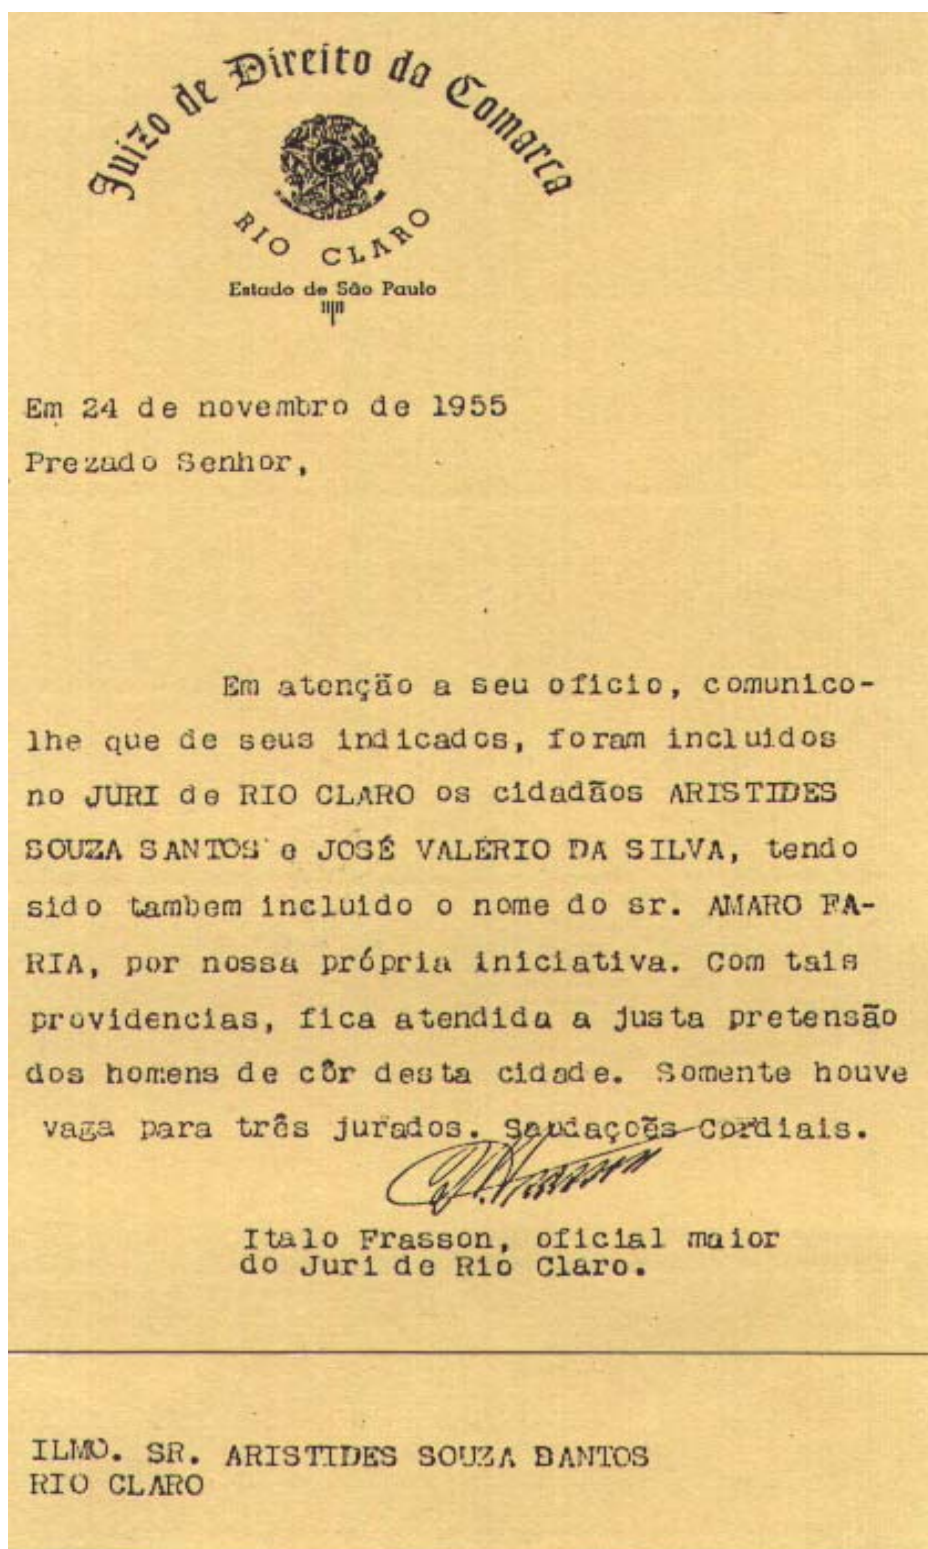 Juizo de Direito da Comarca
RIO CLARO
Estado de São Paulo
Em 24 de novembro de 1955
Prezado Senhor,
Em atenção a seu oficio, comunico-
lhe que de seus indicados, foram incluidos
no JURI de RIO CLARO os cidadãos ARISTIDES
SOUZA SANTOS e JOSÉ VALÉRIO DA SILVA, tendo
sido tambem incluido o nome do sr. AMARO FA-
RIA, por nossa própria iniciativa. Com tais
providencias, fica atendida a justa pretensão
dos homens de côr desta cidade. Somente houve
vaga para três jurados. Saudações Cordiais.
Italo Frasson, oficial maior
do Juri de Rio Claro.
ILMO. SR. ARISTIDES SOUZA SANTOS
RIO CLARO